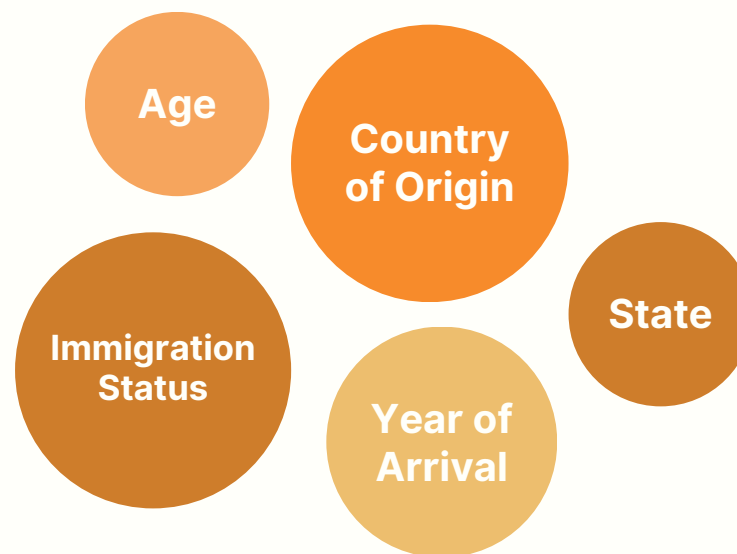 Age
Country
of Origin
State
Immigration
Status
Year of
Arrival